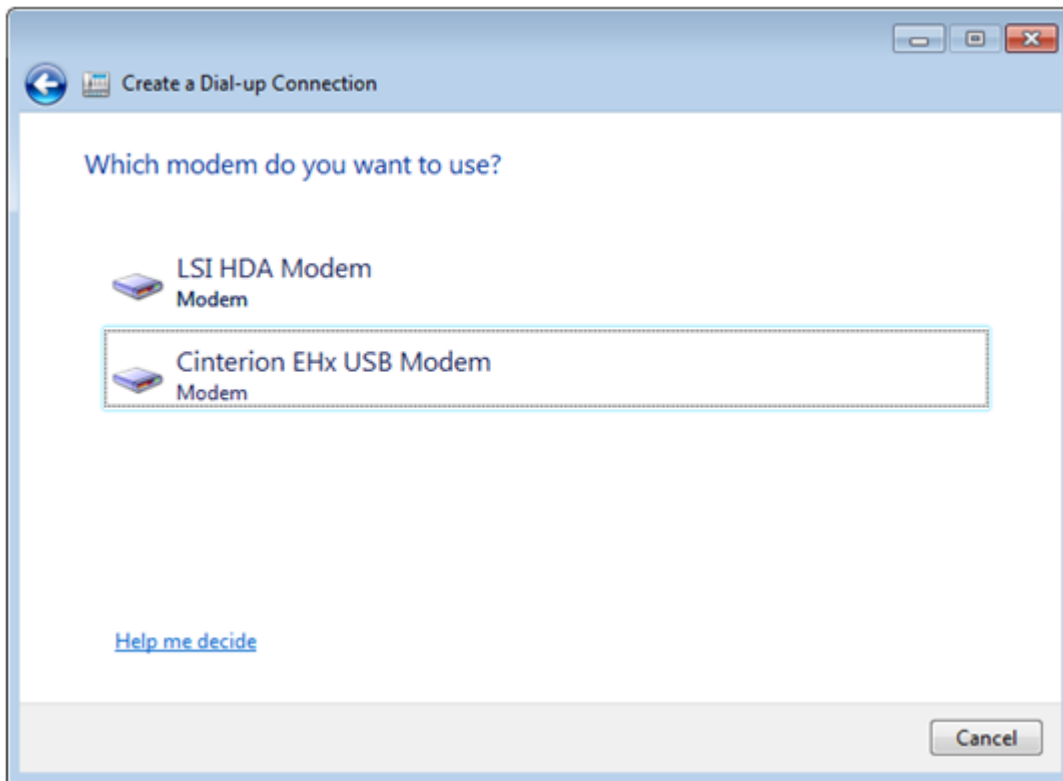 Create a Dial-up Connection
Which modem do you want to use?
LSI HDA Modem
Modem
Cinterion EHx USB Modem
Modem
Help me decide
Cancel